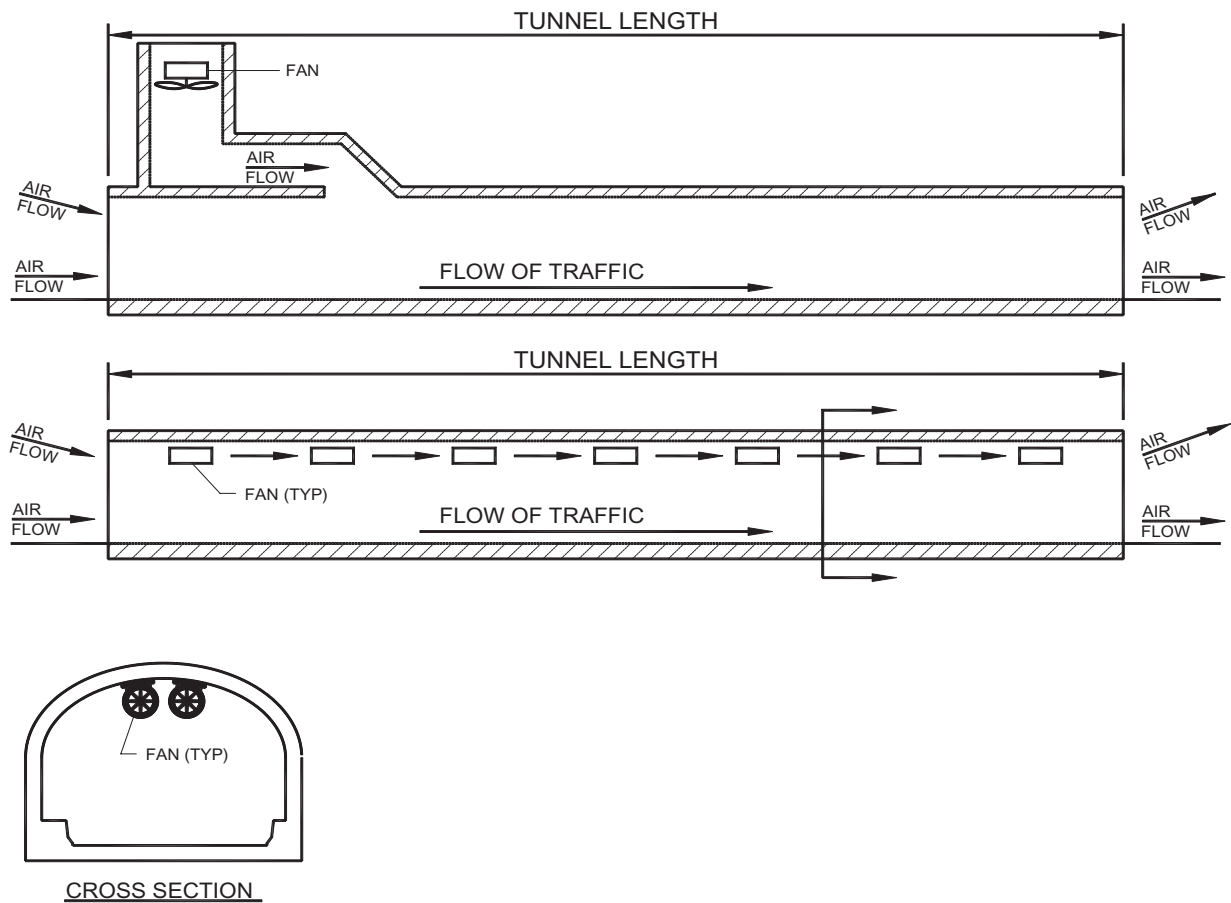 TUNNEL LENGTH
FAN
AIR
FLOW
AIR
FLOW
AIR
FLOW
AIR
FLOW
FLOW OF TRAFFIC
AIR
FLOW
TUNNEL LENGTH
AIR
FLOW
AIR
FLOW
FAN (TYP)
AIR
FLOW
FLOW OF TRAFFIC
AIR
FLOW
FAN (TYP)
CROSS SECTION